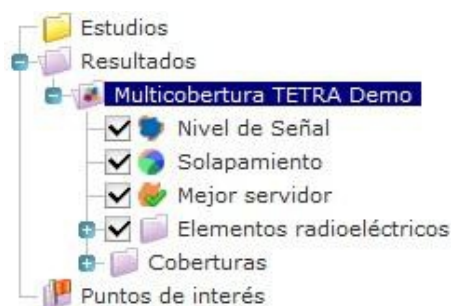 Estudios
Resultados
Multicobertura TETRA Demo
Nivel de Señal
Solapamiento
Mejor servidor
Elementos radioeléctricos
Coberturas
Puntos de interés